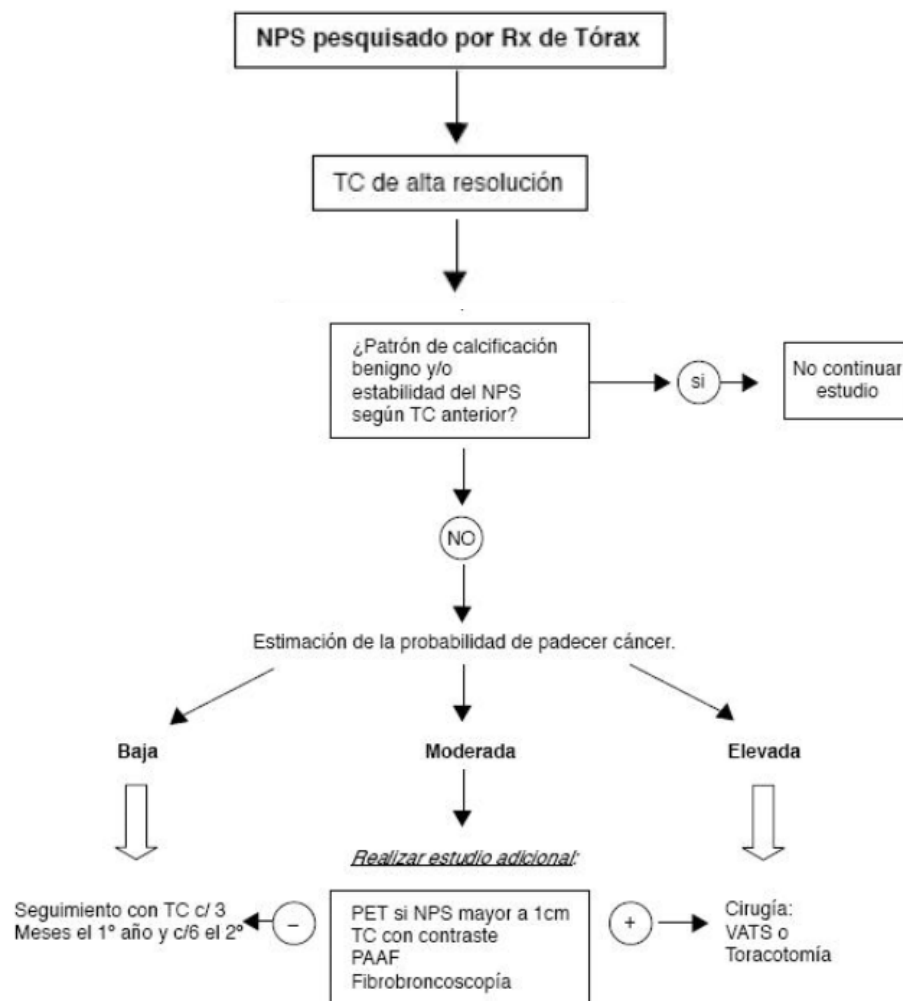 NPS pesquisado por Rx de Tórax
TC de alta resolución
¿Patrón de calcificación
benigno y/o
estabilidad del NPS
según TC anterior?
si
No continuar
estudio
NO
Estimación de la probabilidad de padecer cáncer.
Baja
Moderada
Elevada
Realizar estudio adicional:
Seguimiento con TC c/ 3
Meses el 1º año y c/6 el 2º
–
PET si NPS mayor a 1cm
TC con contraste
PAAF
Fibrobroncoscopía
+
Cirugía:
VATS o
Toracotomía